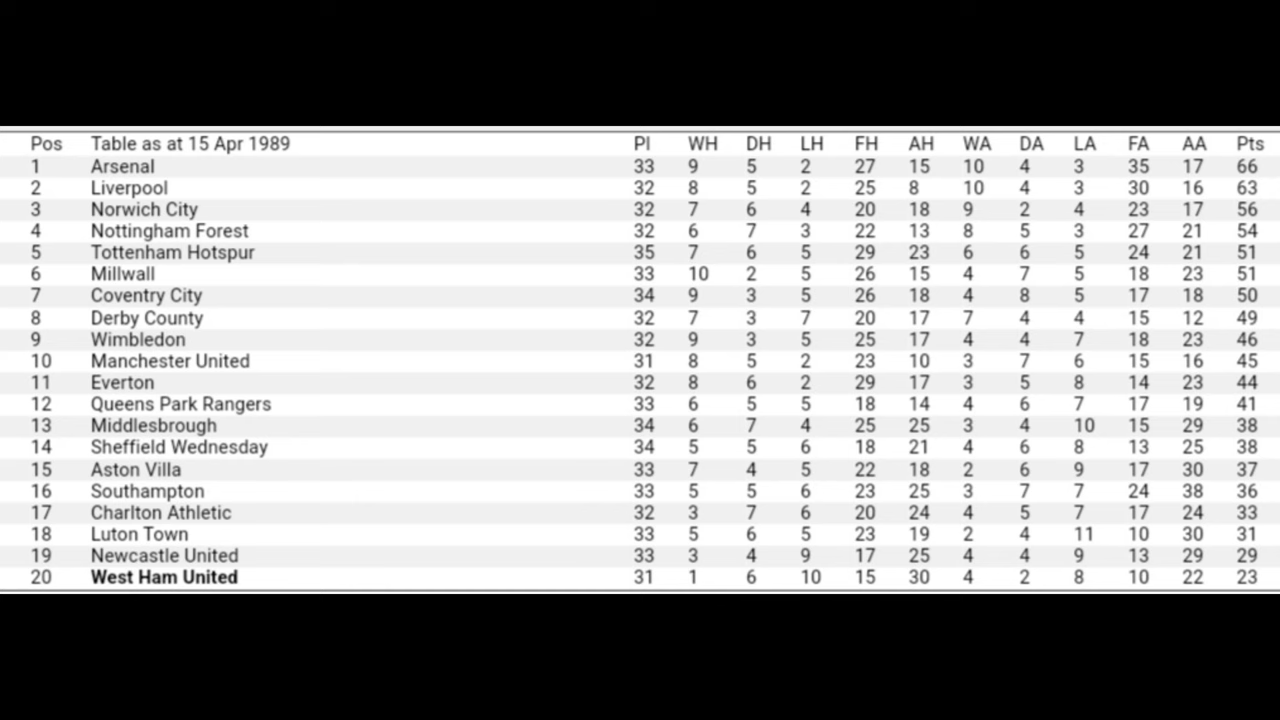 Pos Table as at 15 Apr 1989 Pl WH DH LH FH AH WA DA LA FA AA Pts
1 Arsenal 33 9 5 2 27 15 10 4 3 35 17 66
2 Liverpool 32 8 5 2 25 8 10 4 3 30 16 63
3 Norwich City 32 7 6 4 20 18 9 2 4 23 17 56
4 Nottingham Forest 32 6 7 3 22 13 8 5 3 27 21 54
5 Tottenham Hotspur 35 7 6 5 29 23 6 6 5 24 21 51
6 Millwall 33 10 2 5 26 15 4 7 5 18 23 51
7 Coventry City 34 9 3 5 26 18 4 8 5 17 18 50
8 Derby County 32 7 3 7 20 17 7 4 4 15 12 49
9 Wimbledon 32 9 3 5 25 17 4 4 7 18 23 46
10 Manchester United 31 8 5 2 23 10 3 7 6 15 16 45
11 Everton 32 8 6 2 29 17 3 5 8 14 23 44
12 Queens Park Rangers 33 6 5 5 18 14 4 6 7 17 19 41
13 Middlesbrough 34 6 7 4 25 25 3 4 10 15 29 38
14 Sheffield Wednesday 34 5 5 6 18 21 4 6 8 13 25 38
15 Aston Villa 33 7 4 5 22 18 2 6 9 17 30 37
16 Southampton 33 5 5 6 23 25 3 7 7 24 38 36
17 Charlton Athletic 32 3 7 6 20 24 4 5 7 17 24 33
18 Luton Town 33 5 6 5 23 19 2 4 11 10 30 31
19 Newcastle United 33 3 4 9 17 25 4 4 9 13 29 29
20 West Ham United 31 1 6 10 15 30 4 2 8 10 22 23